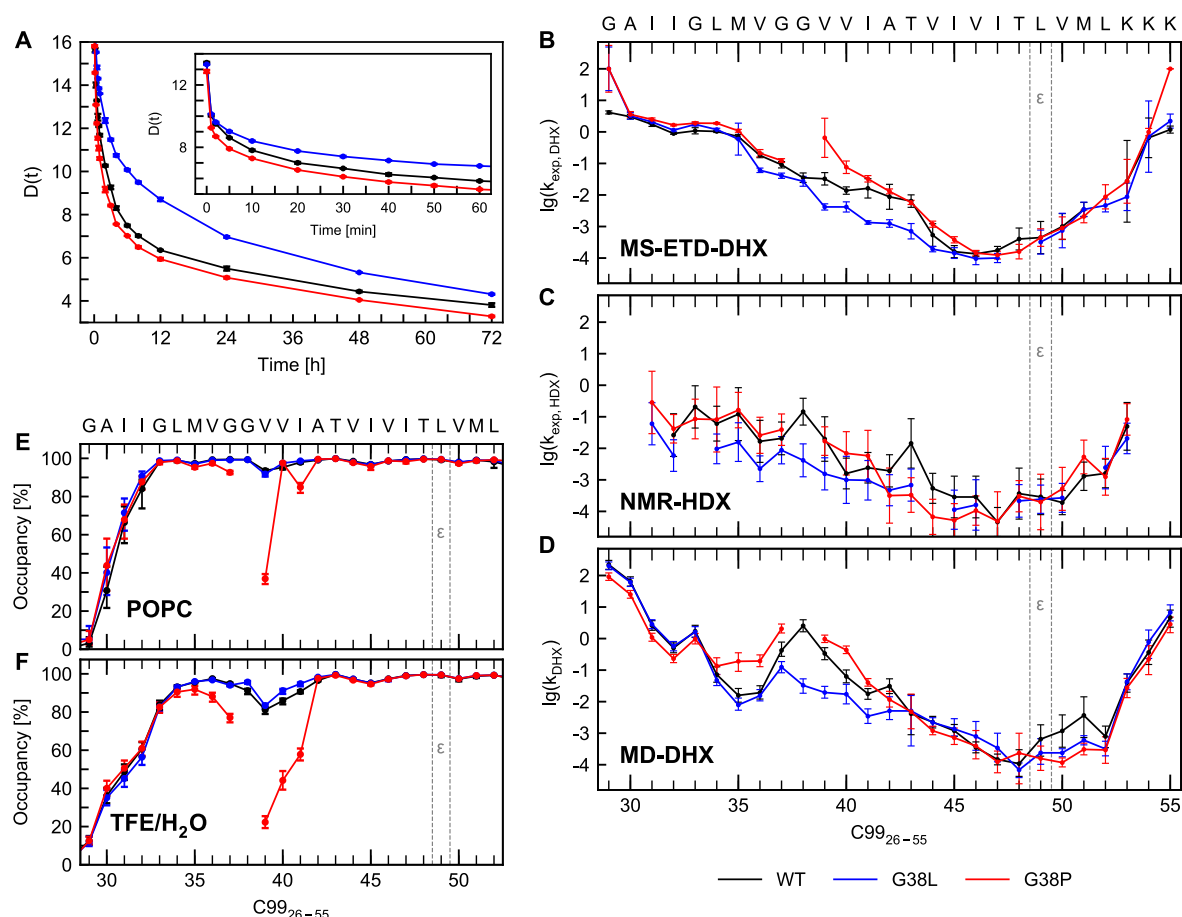 A
D(t)
16
14
12
10
8
6
4
0
12
24
36
48
60
72
Time [h]
D(t)
12
8
0
10
20
30
40
50
60
Time [min]
G A I I G L M V G G V V I A T V I V I T L V M L K K K
B
lg(k_exp, DHX)
2
1
0
-1
-2
-3
-4
ε
MS-ETD-DHX
C
lg(k_exp, HDX)
2
1
0
-1
-2
-3
-4
ε
NMR-HDX
D
lg(k_DHX)
2
1
0
-1
-2
-3
-4
ε
MD-DHX
30 35 40 45 50 55
C99₂₆₋₅₅
G A I I G L M V G G V V I A T V I V I T L V M L
E
Occupancy [%]
100
80
60
40
20
0
ε
POPC
F
Occupancy [%]
100
80
60
40
20
0
ε
TFE/H₂O
30 35 40 45 50
C99₂₆₋₅₅
WT G38L G38P